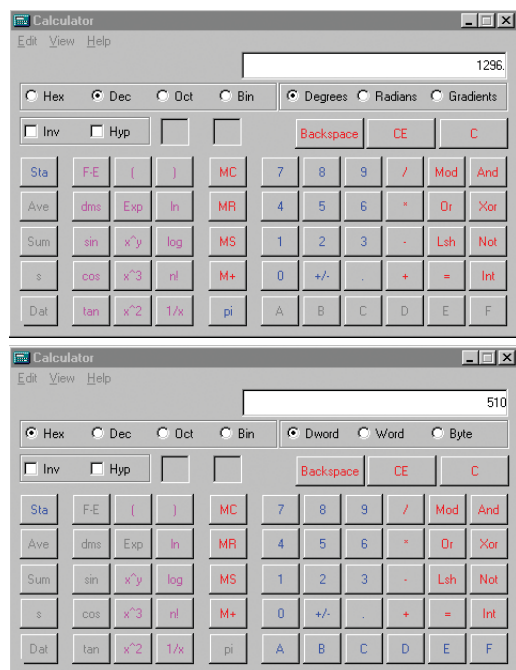 Calculator
Edit View Help
1296.
Hex Dec Oct Bin Degrees Radians Gradients
Inv Hyp Backspace CE C
Sta F-E ( ) MC 7 8 9 / Mod And
Ave dms Exp ln MR 4 5 6 * Or Xor
Sum sin x^y log MS 1 2 3 - Lsh Not
s cos x^3 n! M+ 0 +/- . + = Int
Dat tan x^2 1/x pi A B C D E F
Calculator
Edit View Help
510
Hex Dec Oct Bin Dword Word Byte
Inv Hyp Backspace CE C
Sta F-E ( ) MC 7 8 9 / Mod And
Ave dms Exp ln MR 4 5 6 * Or Xor
Sum sin x^y log MS 1 2 3 - Lsh Not
s cos x^3 n! M+ 0 +/- . + = Int
Dat tan x^2 1/x pi A B C D E F